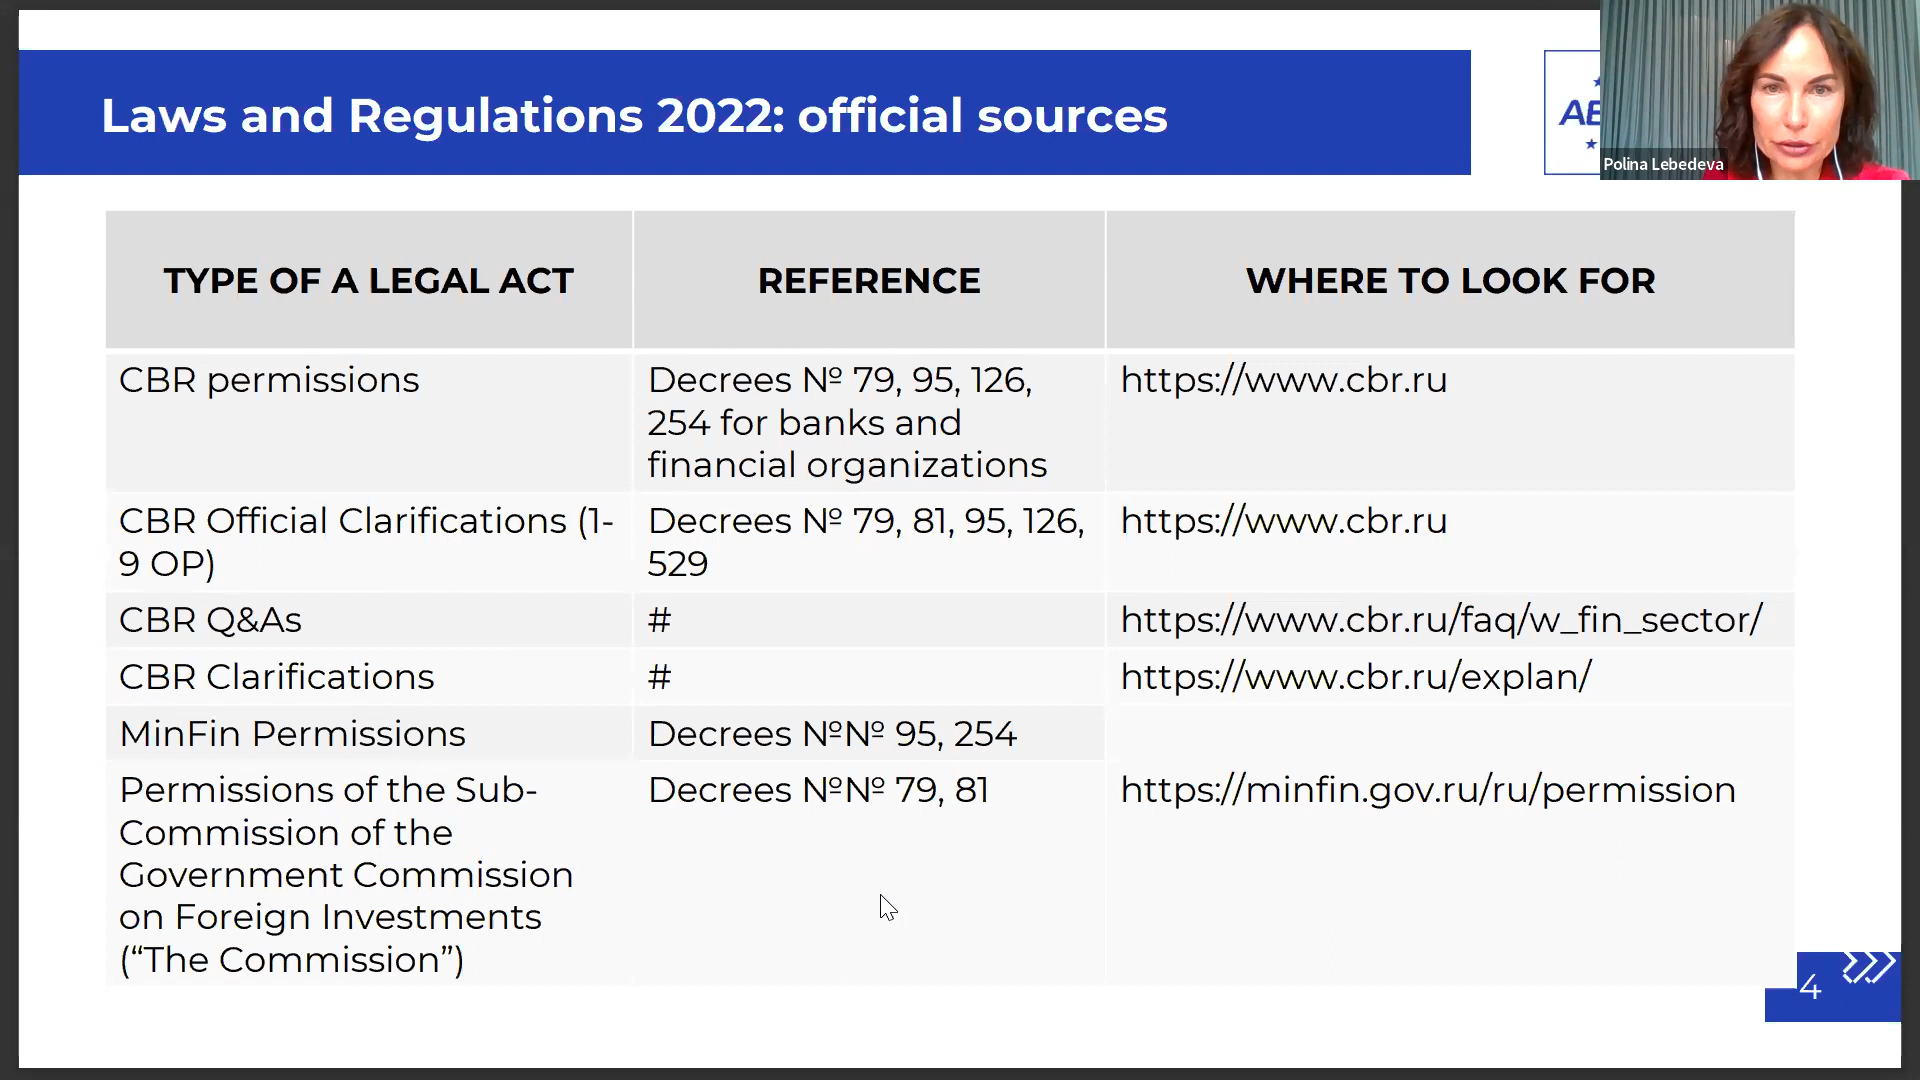 Laws and Regulations 2022: official sources
Polina Lebedeva
TYPE OF A LEGAL ACT
REFERENCE
WHERE TO LOOK FOR
CBR permissions
Decrees № 79, 95, 126,
254 for banks and
financial organizations
https://www.cbr.ru
CBR Official Clarifications (1-
9 OP)
Decrees № 79, 81, 95, 126,
529
https://www.cbr.ru
CBR Q&As
#
https://www.cbr.ru/faq/w_fin_sector/
CBR Clarifications
#
https://www.cbr.ru/explan/
MinFin Permissions
Decrees №№ 95, 254
Permissions of the Sub-
Commission of the
Government Commission
on Foreign Investments
(“The Commission”)
Decrees №№ 79, 81
https://minfin.gov.ru/ru/permission
4